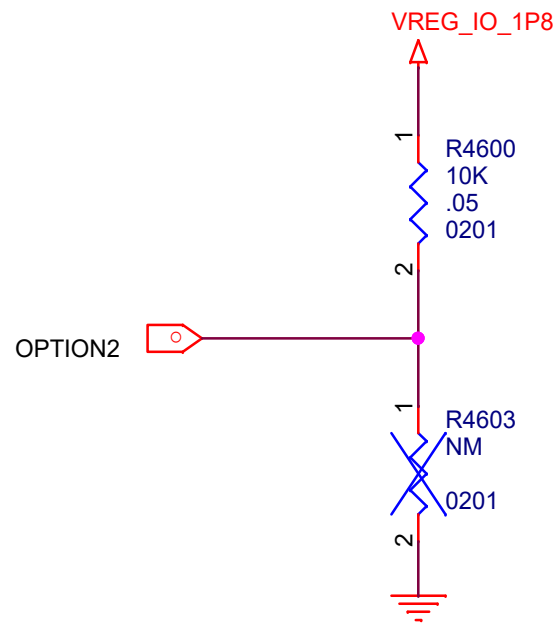 VREG_IO_1P8
1
R4600
10K
.05
0201
2
OPTION2
1
R4603
NM
0201
2